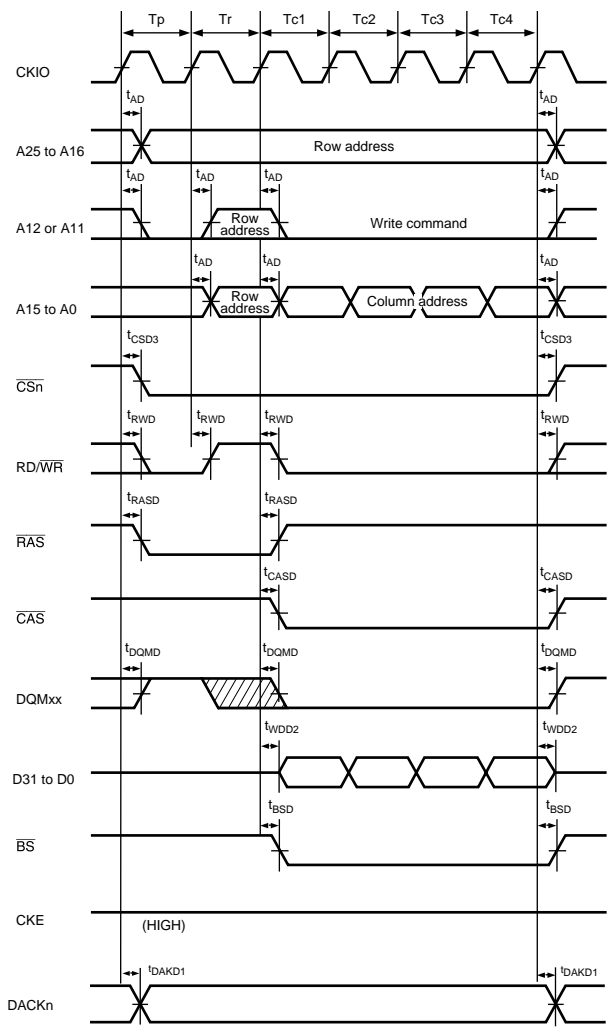 Tp Tr Tc1 Tc2 Tc3 Tc4
CKIO
tAD tAD
A25 to A16 Row address
tAD tAD tAD tAD
A12 or A11 Row address Write command
tAD tAD tAD
A15 to A0 Row address Column address
tCSD3 tCSD3
CSn
tRWD tRWD tRWD tRWD
RD/WR
tRASD tRASD
RAS
tCASD tCASD
CAS
tDQMD tDQMD tDQMD
DQMxx
tWDD2 tWDD2
D31 to D0
tBSD tBSD
BS
CKE
(HIGH)
tDAKD1 tDAKD1
DACKn